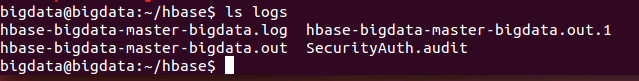 bigdata@bigdata:~/hbase$ ls logs
hbase-bigdata-master-bigdata.log  hbase-bigdata-master-bigdata.out.1
hbase-bigdata-master-bigdata.out  SecurityAuth.audit
bigdata@bigdata:~/hbase$